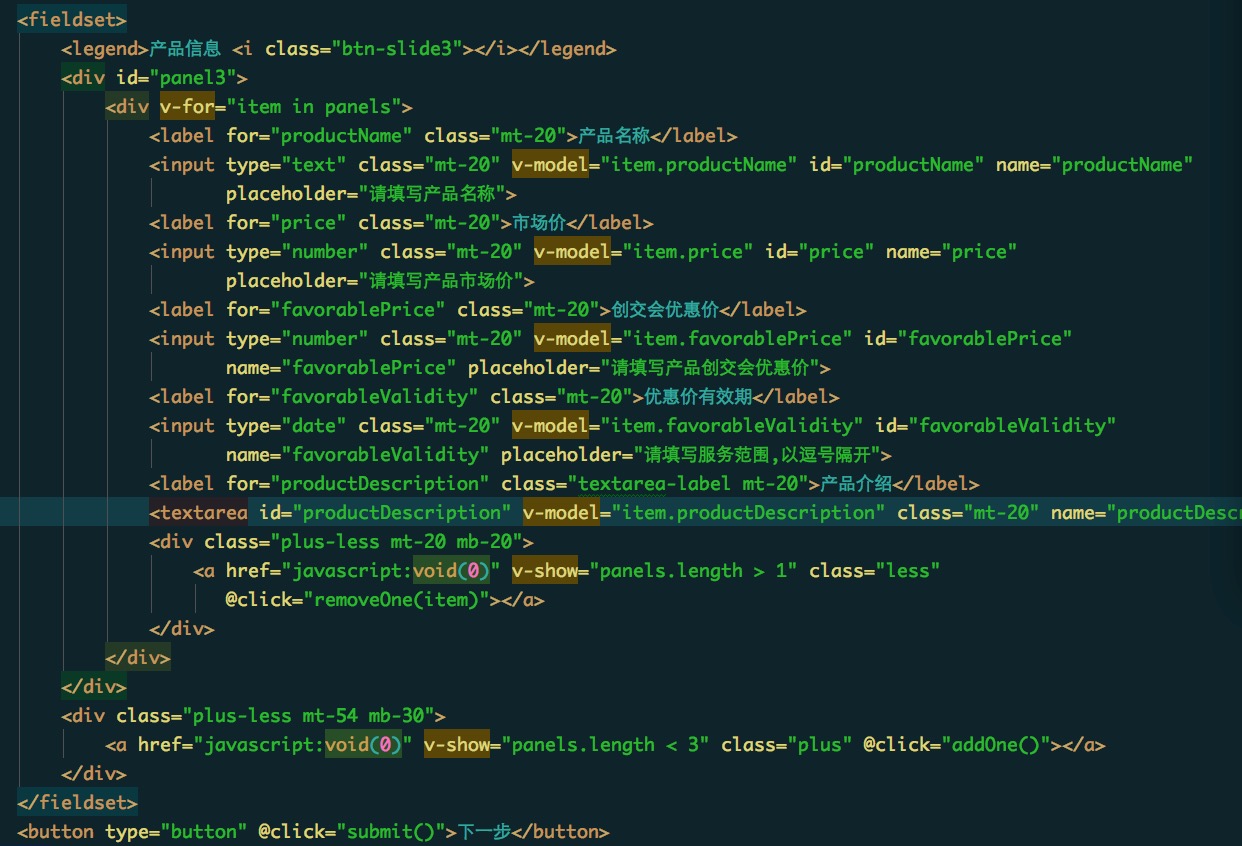 <fieldset>
<legend>产品信息 <i class="btn-slide3"></i></legend>
<div id="panel3">
<div v-for="item in panels">
<label for="productName" class="mt-20">产品名称</label>
<input type="text" class="mt-20" v-model="item.productName" id="productName" name="productName"
placeholder="请填写产品名称">
<label for="price" class="mt-20">市场价</label>
<input type="number" class="mt-20" v-model="item.price" id="price" name="price"
placeholder="请填写产品市场价">
<label for="favorablePrice" class="mt-20">创交会优惠价</label>
<input type="number" class="mt-20" v-model="item.favorablePrice" id="favorablePrice"
name="favorablePrice" placeholder="请填写产品创交会优惠价">
<label for="favorableValidity" class="mt-20">优惠价有效期</label>
<input type="date" class="mt-20" v-model="item.favorableValidity" id="favorableValidity"
name="favorableValidity" placeholder="请填写服务范围,以逗号隔开">
<label for="productDescription" class="textarea-label mt-20">产品介绍</label>
<textarea id="productDescription" v-model="item.productDescription" class="mt-20" name="productDescr
<div class="plus-less mt-20 mb-20">
<a href="javascript:void(0)" v-show="panels.length > 1" class="less"
@click="removeOne(item)"></a>
</div>
</div>
</div>
<div class="plus-less mt-54 mb-30">
<a href="javascript:void(0)" v-show="panels.length < 3" class="plus" @click="addOne()"></a>
</div>
</fieldset>
<button type="button" @click="submit()">下一步</button>